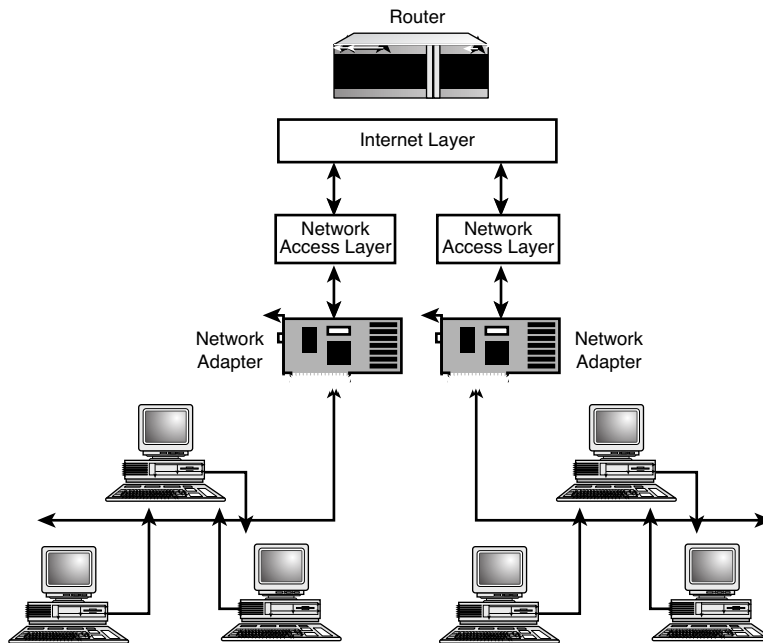 Router
Internet Layer
Network
Access Layer
Network
Access Layer
Network
Adapter
Network
Adapter